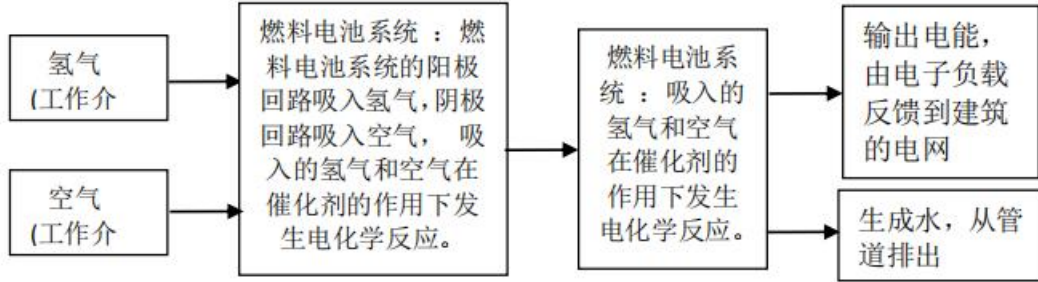 氢气
(工作介
空气
(工作介
燃料电池系统 ：燃
料电池系统的阳极
回路吸入氢气,阴极
回路吸入空气， 吸
入的氢气和空气在
催化剂的作用下发
生电化学反应。
燃料电池系
统 ：吸入的
氢气和空气
在催化剂的
作用下发生
电化学反应。
输出电能，
由电子负载
反馈到建筑
的电网
生成水，从管
道排出